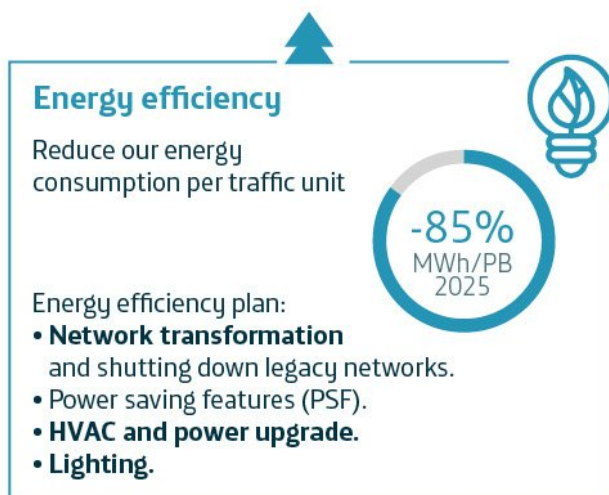 Energy efficiency
Reduce our energy
consumption per traffic unit
-85%
MWh/PB
2025
Energy efficiency plan:
• Network transformation
and shutting down legacy networks.
• Power saving features (PSF).
• HVAC and power upgrade.
• Lighting.